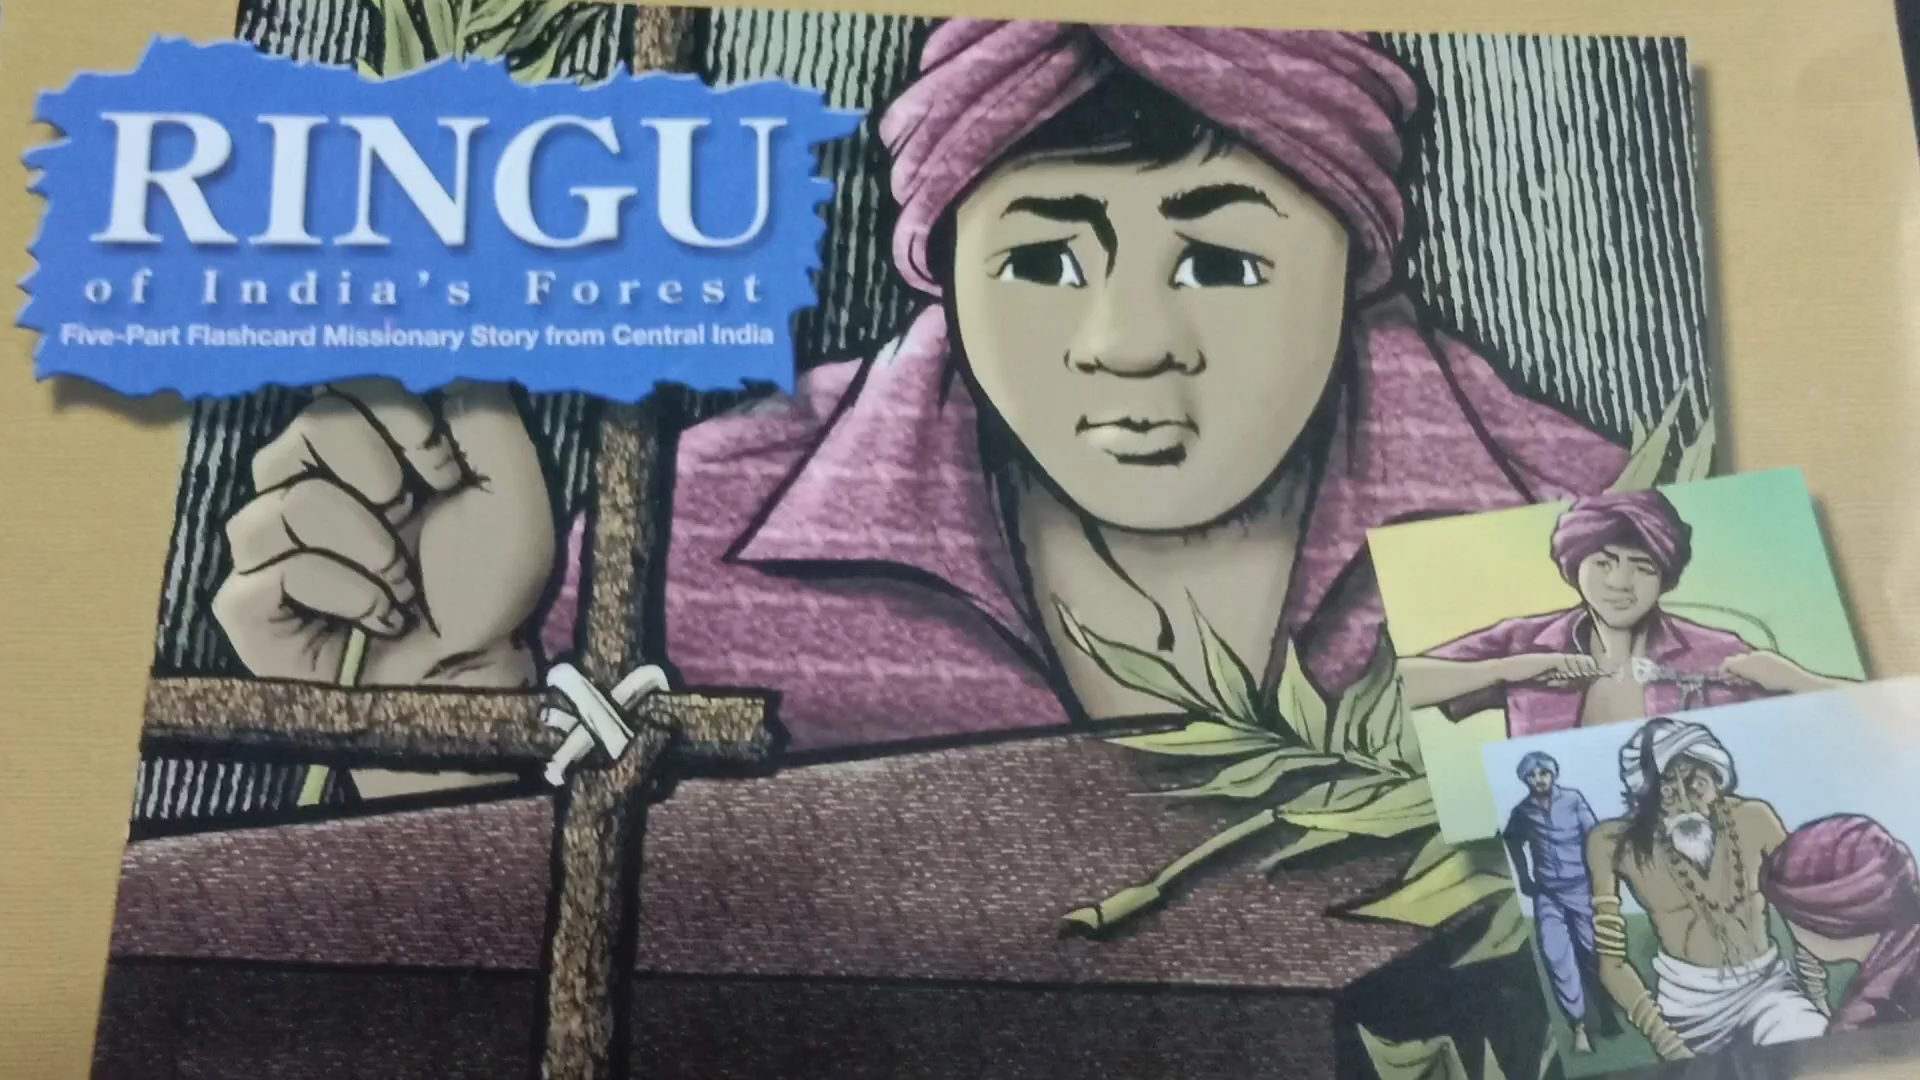 RINGU
of India's Forest
Five-Part Flashcard Missionary Story from Central India